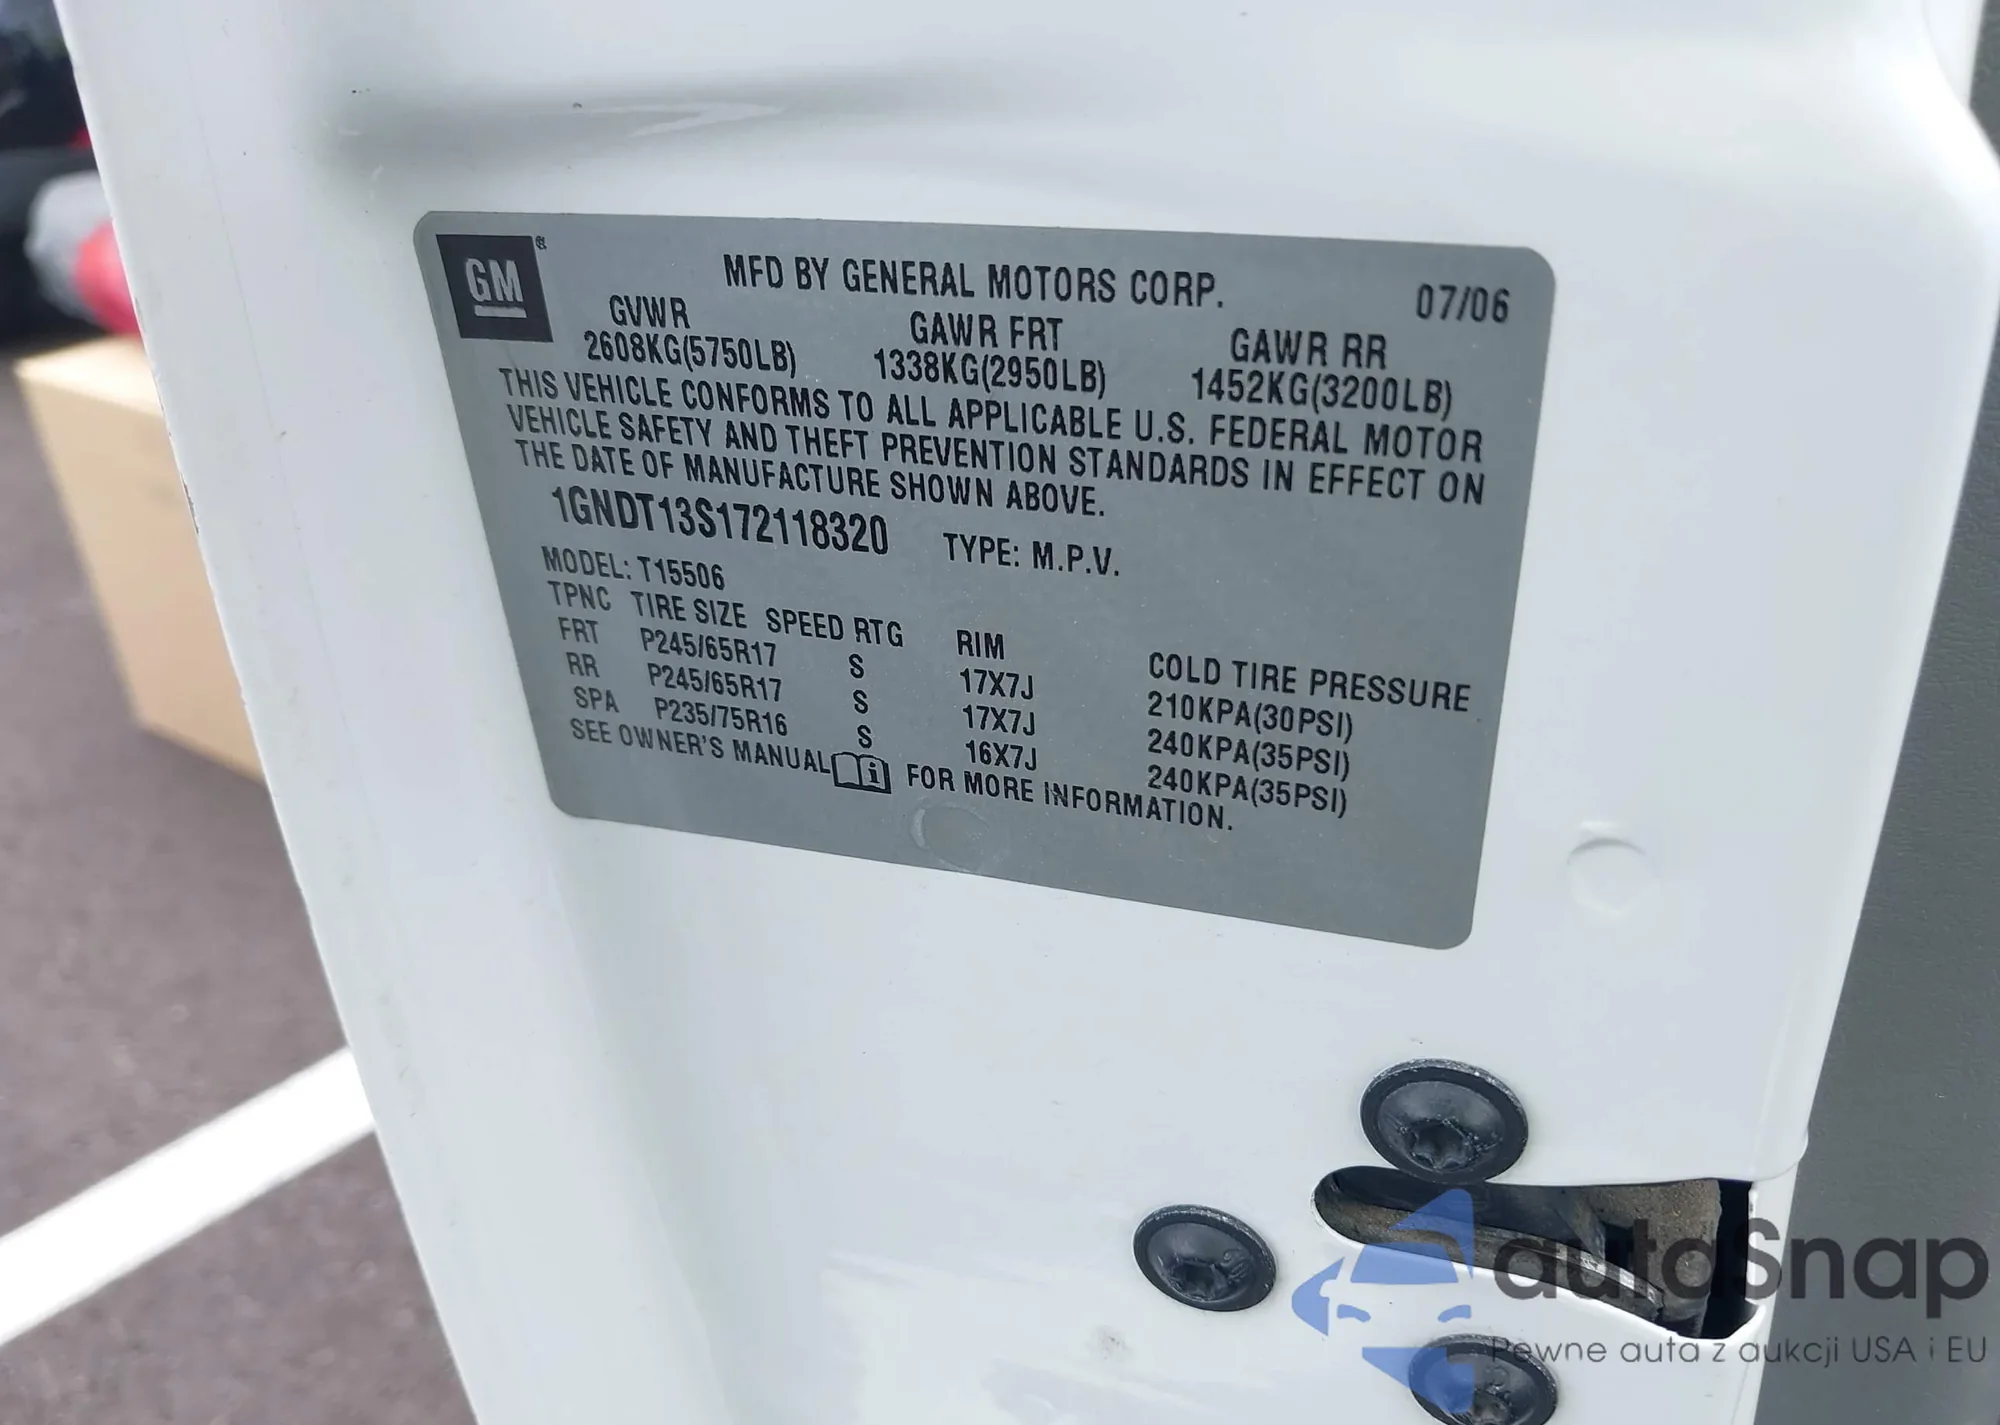 GM ®
MFD BY GENERAL MOTORS CORP. 07/06
GVWR GAWR FRT GAWR RR
2608KG(5750LB) 1338KG(2950LB) 1452KG(3200LB)
THIS VEHICLE CONFORMS TO ALL APPLICABLE U.S. FEDERAL MOTOR
VEHICLE SAFETY AND THEFT PREVENTION STANDARDS IN EFFECT ON
THE DATE OF MANUFACTURE SHOWN ABOVE.
1GNDT13S172118320 TYPE: M.P.V.
MODEL: T15506
TPNC TIRE SIZE SPEED RTG RIM COLD TIRE PRESSURE
FRT P245/65R17 S 17X7J 210KPA(30PSI)
RR P245/65R17 S 17X7J 240KPA(35PSI)
SPA P235/75R16 S 16X7J 240KPA(35PSI)
SEE OWNER'S MANUAL FOR MORE INFORMATION.
autoSnap
Pewne auta z aukcji USA i EU